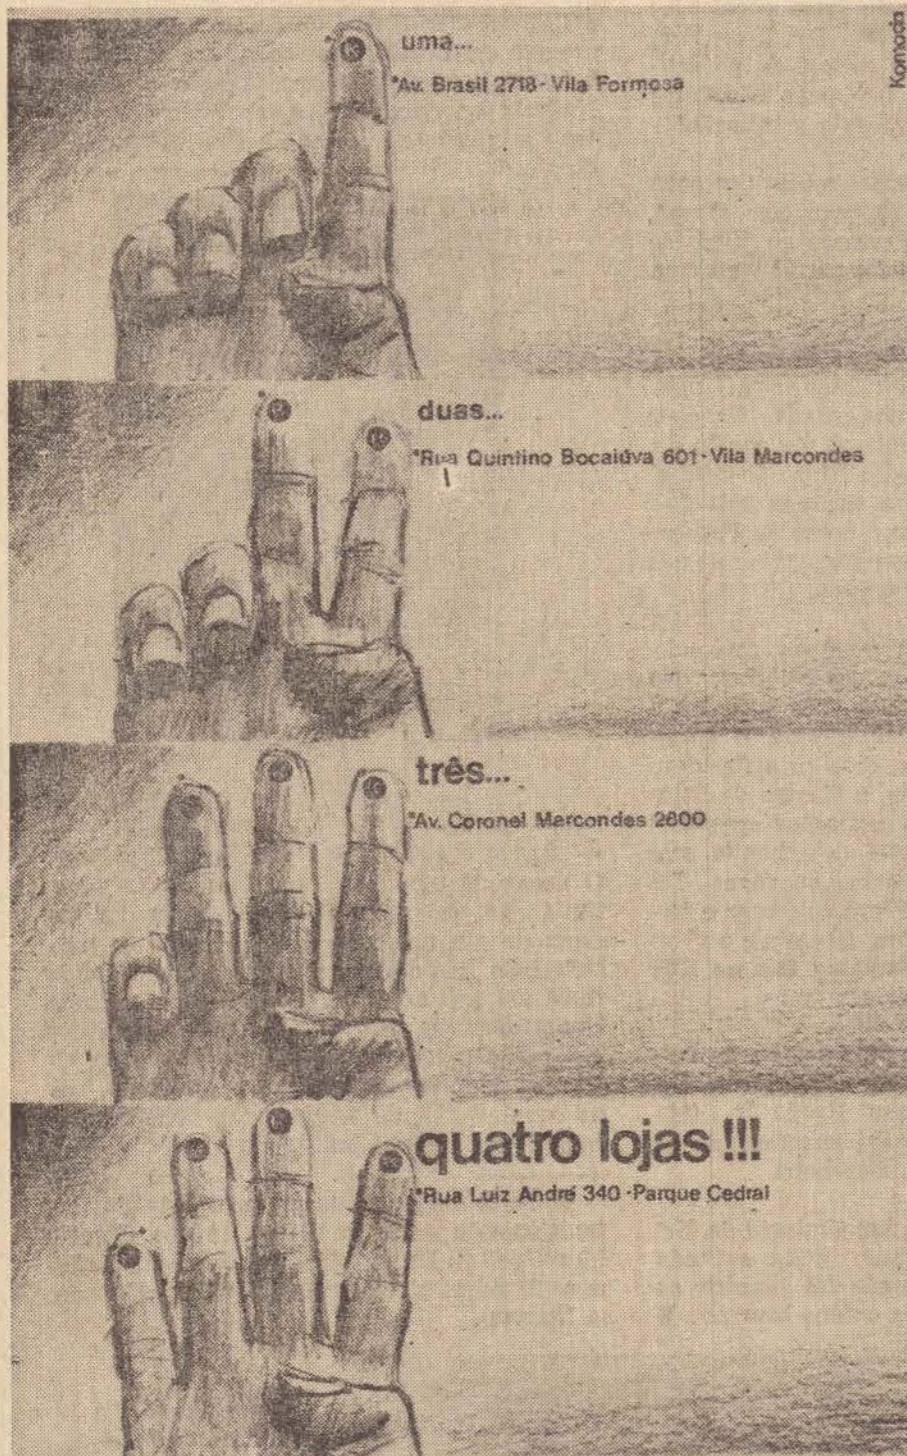 uma...
*Av. Brasil 2718 - Vila Formosa
Komoda
duas...
*Rua Quintino Bocaiúva 601 - Vila Marcondes
três...
*Av. Coronel Marcondes 2600
quatro lojas !!!
*Rua Luiz André 340 - Parque Cedral